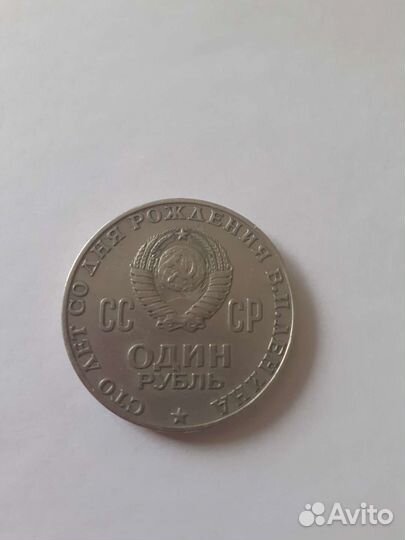 СТО ЛЕТ СО ДНЯ РОЖДЕНИЯ В.И.ЛЕНИНА
СС СР
ОДИН
РУБЛЬ
Avito